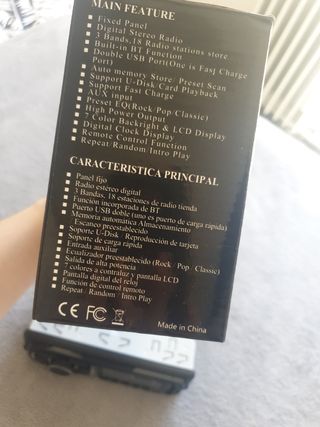 MAIN FEATURE
Fixed Panel
Digital Stereo Radio
3 Bands,18 Radio stations store
Built-in BT Function
Double USB Port(One is Fasj Charge
Port)
Auto memory Store Preset Scan
Support U-Disk Card Playback
Support Fast Charge
AUX input
Preset EQ(Rock Pop Classic)
High Power Output
7 Color Backright & LCD Display
Digital Clock Display
Remote Control Function
Repeat/Random/Intro Play
CARACTERISTICA PRINCIPAL
Panel fijo
Radio estéreo digital
3 Bandas, 18 estaciones de radio tienda
Función incorporada de BT
Puerto USB doble (uno es puerto de carga rápida)
Memoria automática Almacenamiento
Escaneo preestablecido
Soporte U-Disk · Reproducción de tarjeta
Soporte de carga rápida
Entrada auxiliar
Ecualizador preestablecido (Rock · Pop · Classic)
Salida de alta potencia
7 colores a contraluz y pantalla LCD
Pantalla digital del reloj
Función de control remoto
Repeat / Random / Intro Play
CE FC
Made in China